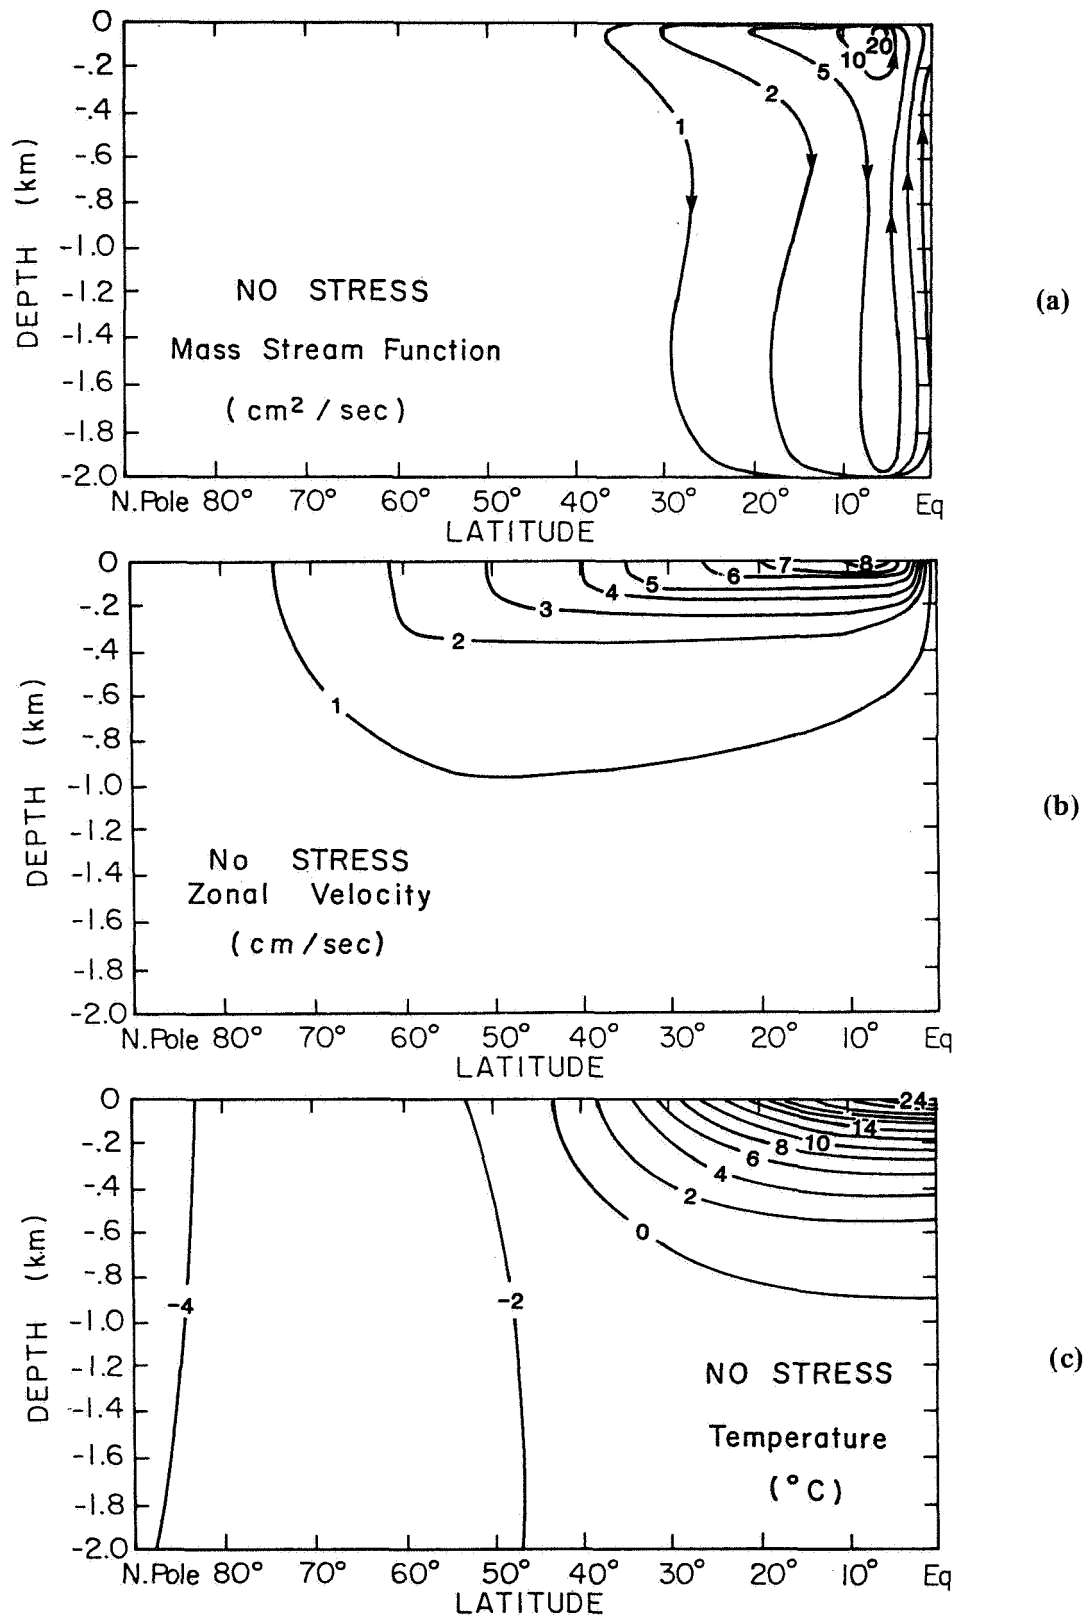 0
-.2
-.4
-.6
-.8
-1.0
-1.2
-1.4
-1.6
-1.8
-2.0
DEPTH (km)
1
2
5
10
20
NO STRESS
Mass Stream Function
(cm²/sec)
N.Pole 80° 70° 60° 50° 40° 30° 20° 10° Eq
LATITUDE
(a)
0
-.2
-.4
-.6
-.8
-1.0
-1.2
-1.4
-1.6
-1.8
-2.0
DEPTH (km)
1
2
3
4
5
6
7
8
No STRESS
Zonal Velocity
(cm/sec)
N.Pole 80° 70° 60° 50° 40° 30° 20° 10° Eq
LATITUDE
(b)
0
-.2
-.4
-.6
-.8
-1.0
-1.2
-1.4
-1.6
-1.8
-2.0
DEPTH (km)
-4
-2
0
2
4
6
8
10
14
24
NO STRESS
Temperature
(°C)
N.Pole 80° 70° 60° 50° 40° 30° 20° 10° Eq
LATITUDE
(c)